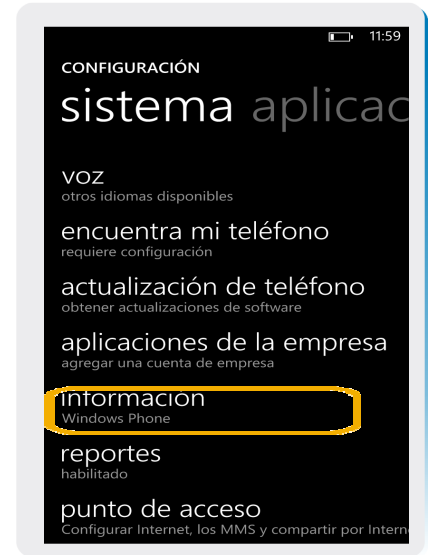 11:59
CONFIGURACIÓN
sistema aplicac
voz
otros idiomas disponibles
encuentra mi teléfono
requiere configuración
actualización de teléfono
obtener actualizaciones de software
aplicaciones de la empresa
agregar una cuenta de empresa
información
Windows Phone
reportes
habilitado
punto de acceso
Configurar Internet, los MMS y compartir por Intern